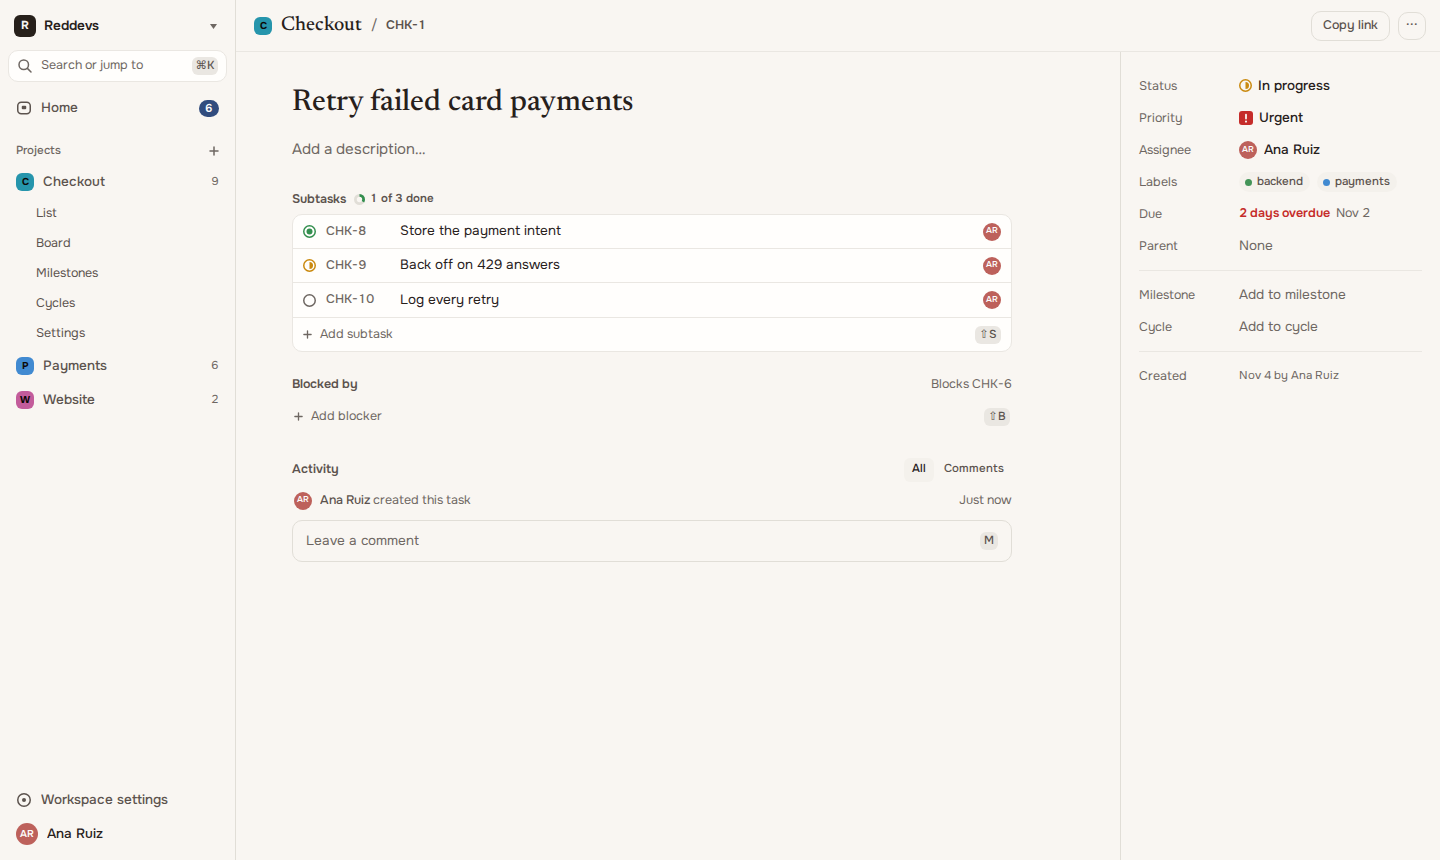 R Reddevs
Search or jump to ⌘K
Home 6
Projects
C Checkout 9
List
Board
Milestones
Cycles
Settings
P Payments 6
W Website 2
Workspace settings
AR Ana Ruiz
C Checkout / CHK-1
Copy link ...
Retry failed card payments
Add a description...
Subtasks 1 of 3 done
CHK-8 Store the payment intent AR
CHK-9 Back off on 429 answers AR
CHK-10 Log every retry AR
+ Add subtask ⇧S
Blocked by Blocks CHK-6
+ Add blocker ⇧B
Activity All Comments
AR Ana Ruiz created this task Just now
Leave a comment M
Status In progress
Priority ! Urgent
Assignee AR Ana Ruiz
Labels backend payments
Due 2 days overdue Nov 2
Parent None
Milestone Add to milestone
Cycle Add to cycle
Created Nov 4 by Ana Ruiz